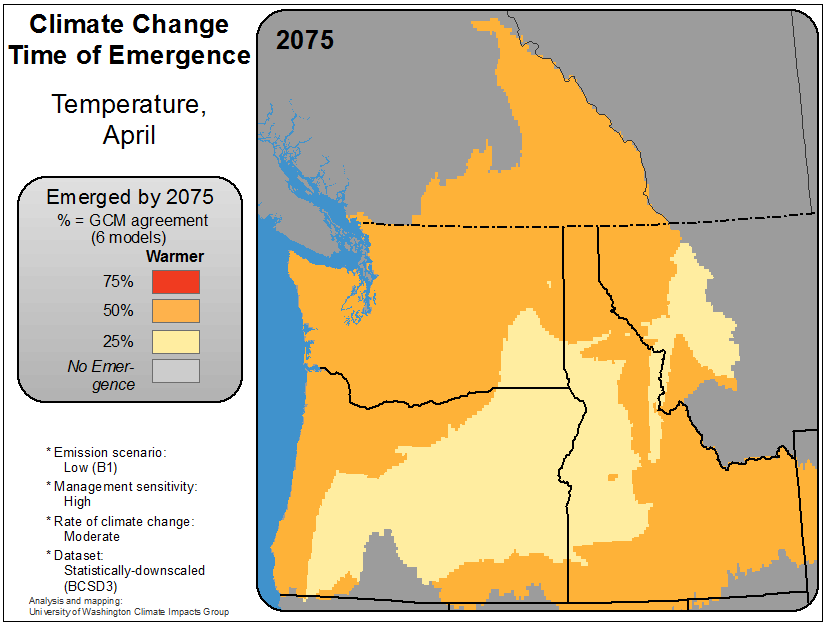 Climate Change
Time of Emergence
Temperature,
April
Emerged by 2075
% = GCM agreement
(6 models)
Warmer
75%
50%
25%
No Emer-
gence
* Emission scenario:
Low (B1)
* Management sensitivity:
High
* Rate of climate change:
Moderate
* Dataset:
Statistically-downscaled
(BCSD3)
Analysis and mapping:
University of Washington Climate Impacts Group
2075